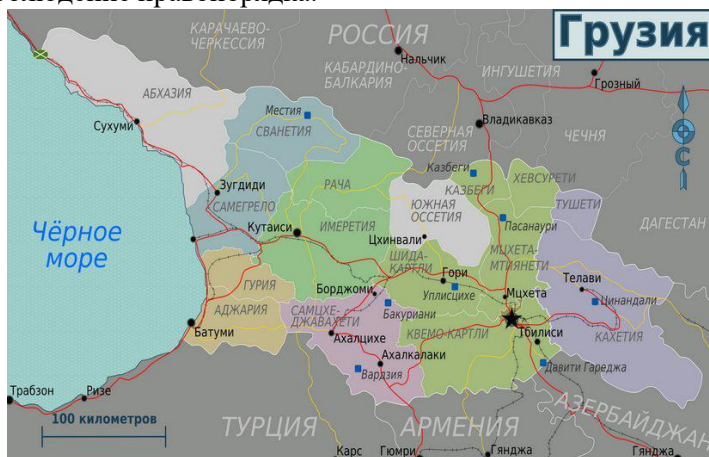 Грузия
КАРАЧАЕВО-
ЧЕРКЕССИЯ
РОССИЯ
Нальчик
КАБАРДИНО-
БАЛКАРИЯ
ИНГУШЕТИЯ
Грозный
АБХАЗИЯ
Местия
СВАНЕТИЯ
Сухуми
СЕВЕРНАЯ
ОССЕТИЯ
Владикавказ
ЧЕЧНЯ
С
Казбеги
КАЗБЕГИ
ХЕВСУРЕТИ
ТУШЕТИ
Зугдиди
САМЕГРЕЛО
РАЧА
ЮЖНАЯ
ОССЕТИЯ
Пасанаури
ДАГЕСТАН
Чёрное
море
Кутаиси
ИМЕРЕТИЯ
Цхинвали
ШИДА-
КАРТЛИ
МЦХЕТА-
МТИАНЕТИ
Гори
Телави
ГУРИЯ
Боржоми
Уплисцихе
Мцхета
Цинандали
АДЖАРИЯ
САМЦХЕ-
ДЖАВАХЕТИ
Бакуриани
Батуми
Ахалцихе
КВЕМО-КАРТЛИ
Тбилиси
КАХЕТИЯ
Ахалкалаки
Вардзия
Давити Гареджа
Трабзон
Ризе
100 километров
ТУРЦИЯ
АРМЕНИЯ
АЗЕРБАЙДЖАН
Карс
Гюмри
Гянджа
Гянджа